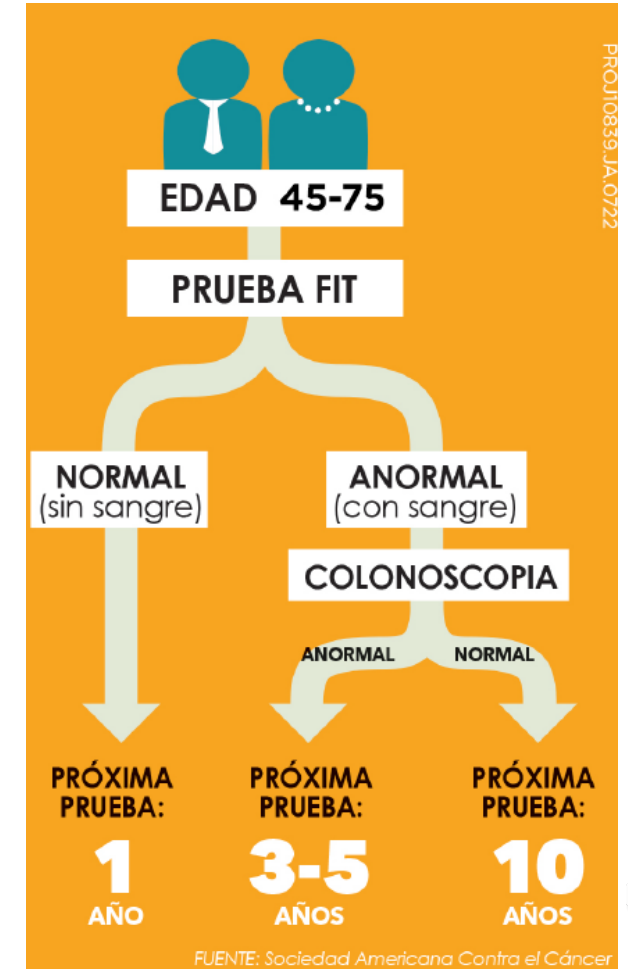 PROJ10839.JA.0722
EDAD 45-75
PRUEBA FIT
NORMAL
(sin sangre)
ANORMAL
(con sangre)
COLONOSCOPIA
ANORMAL
NORMAL
PRÓXIMA
PRUEBA:
1
AÑO
PRÓXIMA
PRUEBA:
3-5
AÑOS
PRÓXIMA
PRUEBA:
10
AÑOS
FUENTE: Sociedad Americana Contra el Cáncer